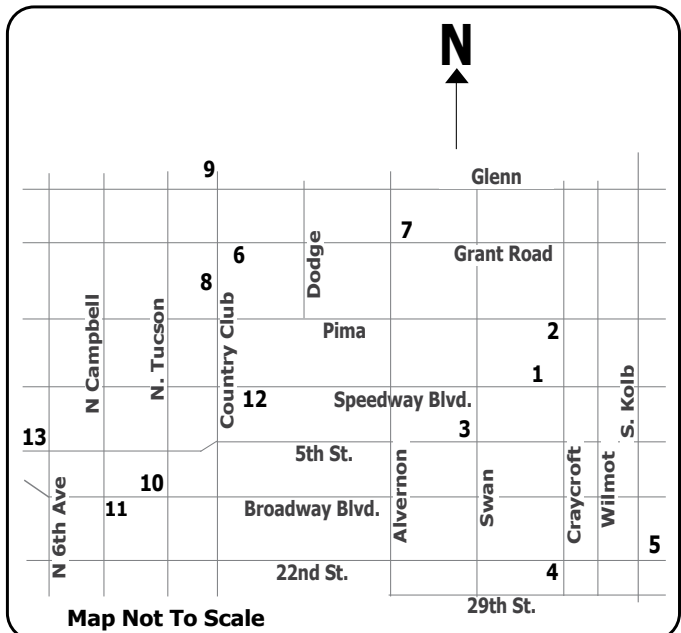 N
9
Glenn
7
6
Grant Road
Dodge
8
N Campbell
N. Tucson
Country Club
Pima
2
1
S. Kolb
12
Speedway Blvd.
13
3
5th St.
10
N 6th Ave
11
Broadway Blvd.
Alvernon
Swan
Craycroft
Wilmot
5
22nd St.
4
29th St.
Map Not To Scale